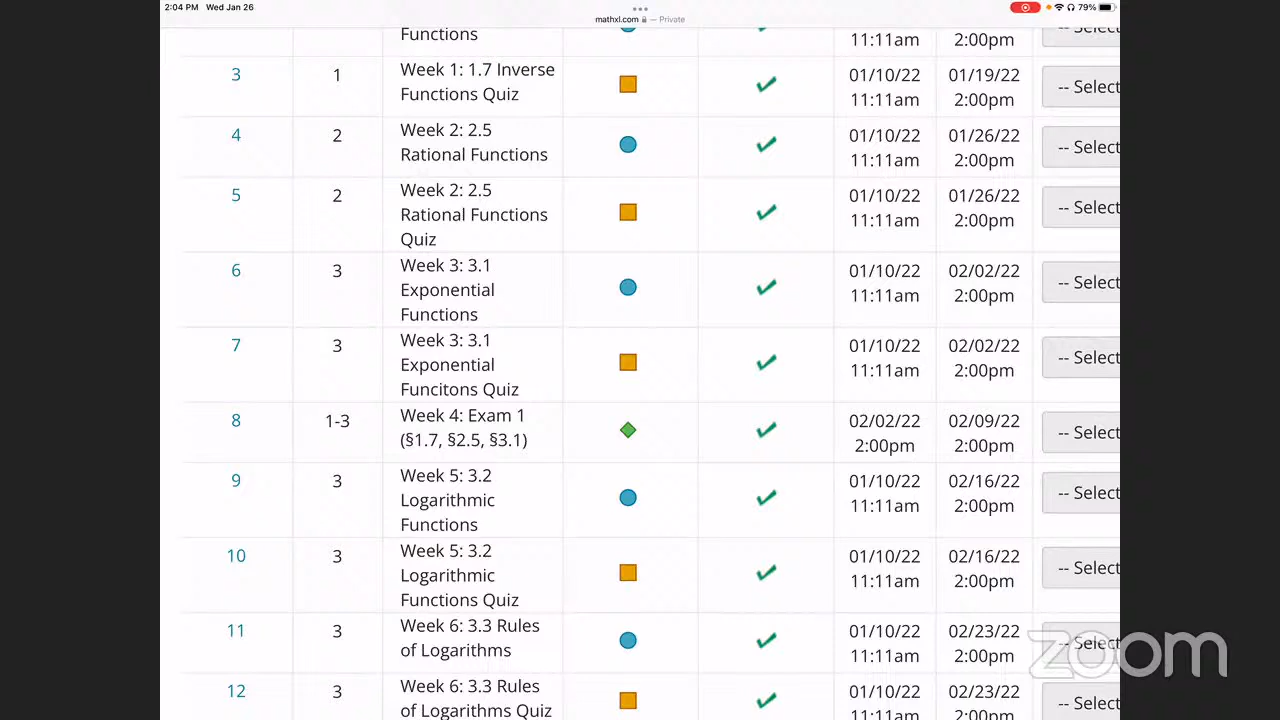 2:04 PM Wed Jan 26
mathxl.com — Private
79%
Functions
11:11am
2:00pm
3
1
Week 1: 1.7 Inverse
Functions Quiz
01/10/22
11:11am
01/19/22
2:00pm
-- Select
4
2
Week 2: 2.5
Rational Functions
01/10/22
11:11am
01/26/22
2:00pm
-- Select
5
2
Week 2: 2.5
Rational Functions
Quiz
01/10/22
11:11am
01/26/22
2:00pm
-- Select
6
3
Week 3: 3.1
Exponential
Functions
01/10/22
11:11am
02/02/22
2:00pm
-- Select
7
3
Week 3: 3.1
Exponential
Funcitons Quiz
01/10/22
11:11am
02/02/22
2:00pm
-- Select
8
1-3
Week 4: Exam 1
(§1.7, §2.5, §3.1)
02/02/22
2:00pm
02/09/22
2:00pm
-- Select
9
3
Week 5: 3.2
Logarithmic
Functions
01/10/22
11:11am
02/16/22
2:00pm
-- Select
10
3
Week 5: 3.2
Logarithmic
Functions Quiz
01/10/22
11:11am
02/16/22
2:00pm
-- Select
11
3
Week 6: 3.3 Rules
of Logarithms
01/10/22
11:11am
02/23/22
2:00pm
-- Select
zoom
12
3
Week 6: 3.3 Rules
of Logarithms Quiz
01/10/22
11:11am
02/23/22
2:00pm
-- Select